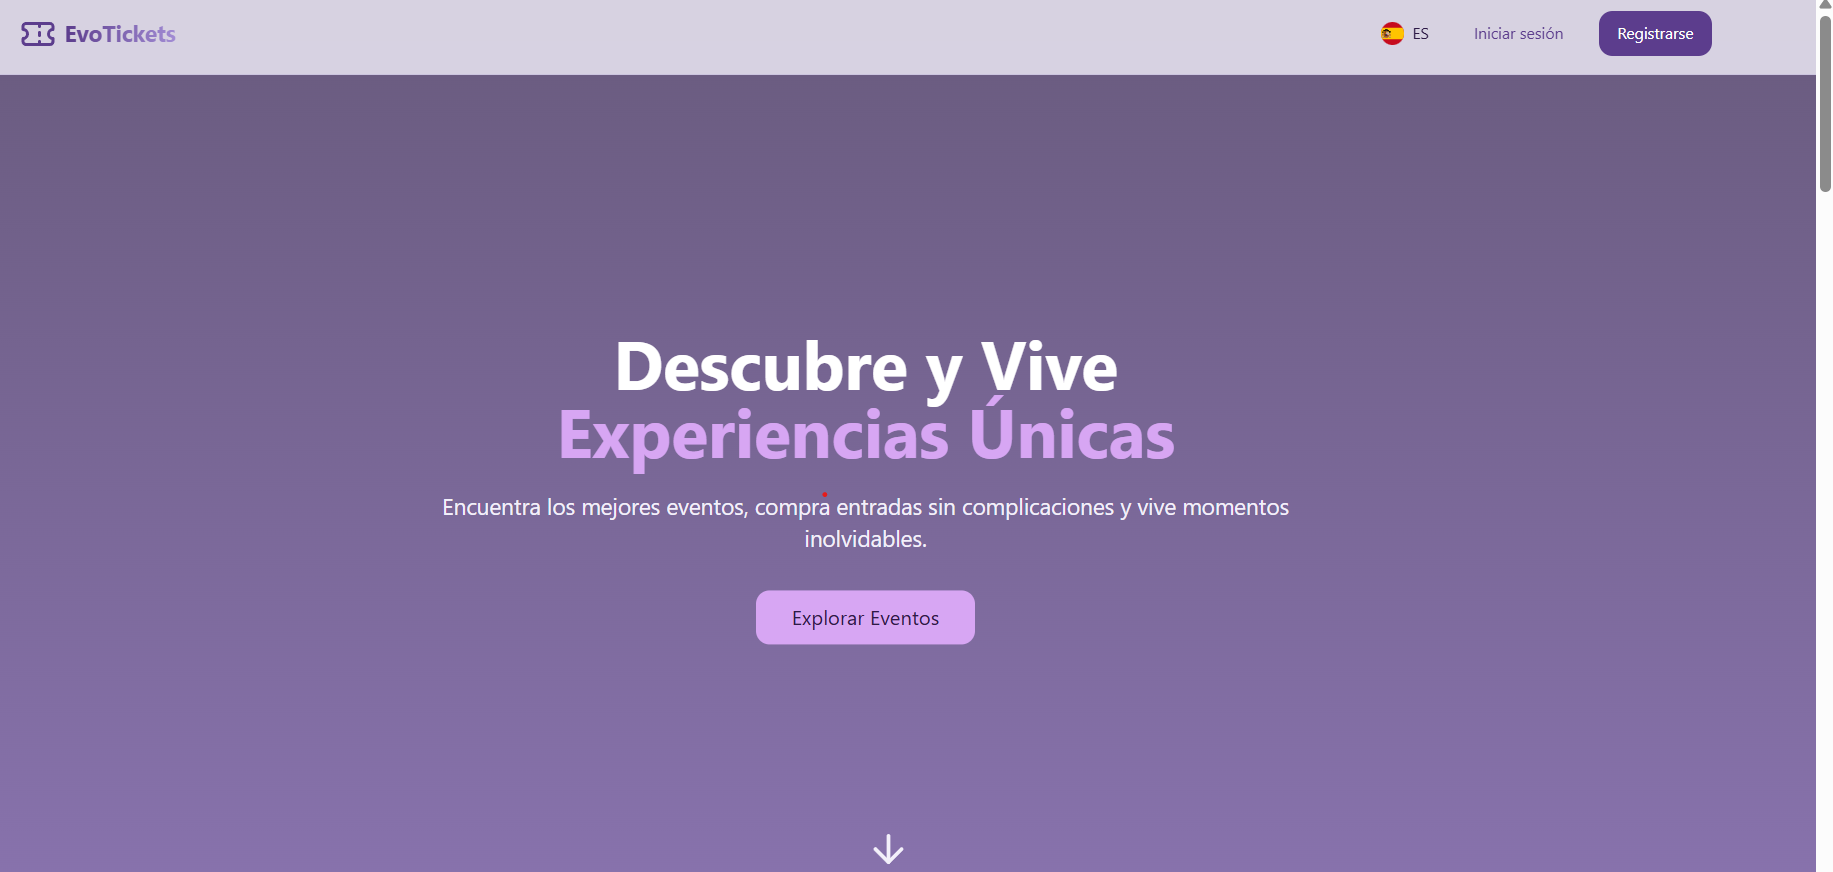 EvoTickets
ES
Iniciar sesión
Registrarse
Descubre y Vive
Experiencias Únicas
Encuentra los mejores eventos, compra entradas sin complicaciones y vive momentos
inolvidables.
Explorar Eventos